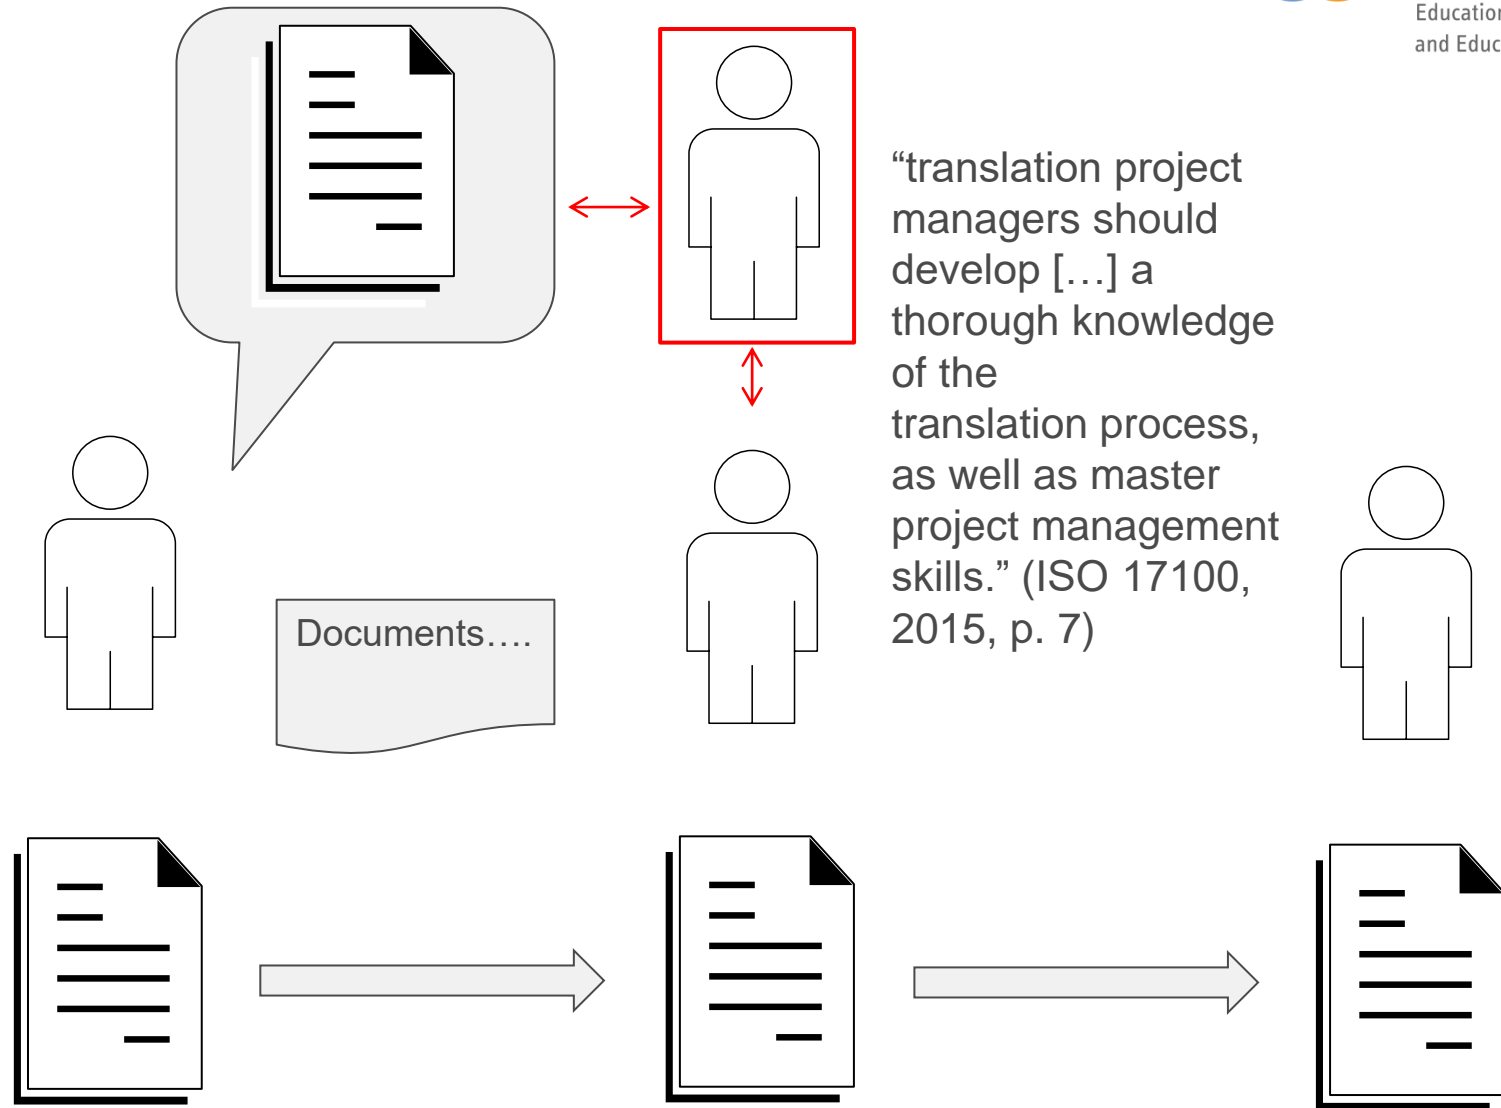 Education
and Educ
“translation project
managers should
develop […] a
thorough knowledge
of the
translation process,
as well as master
project management
skills.” (ISO 17100,
2015, p. 7)
Documents….